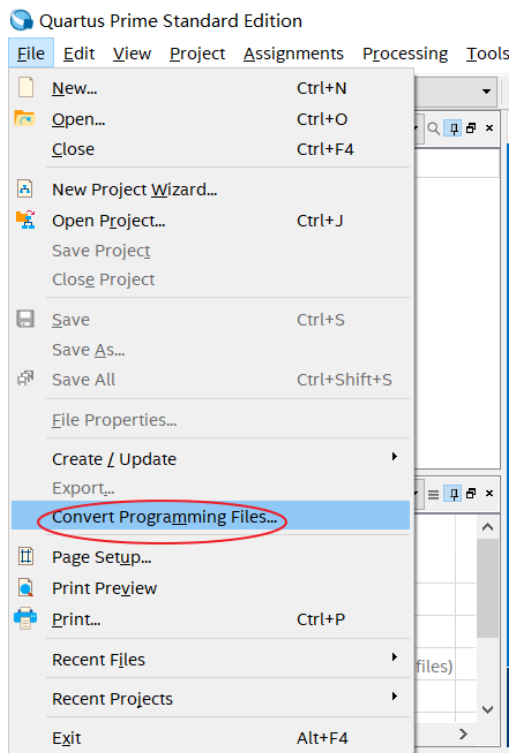 Quartus Prime Standard Edition
File Edit View Project Assignments Processing Tools
New... Ctrl+N
Open... Ctrl+O
Close Ctrl+F4
New Project Wizard...
Open Project... Ctrl+J
Save Project
Close Project
Save Ctrl+S
Save As...
Save All Ctrl+Shift+S
File Properties...
Create / Update
Export...
Convert Programming Files...
Page Setup...
Print Preview
Print... Ctrl+P
Recent Files
files)
Recent Projects
Exit Alt+F4